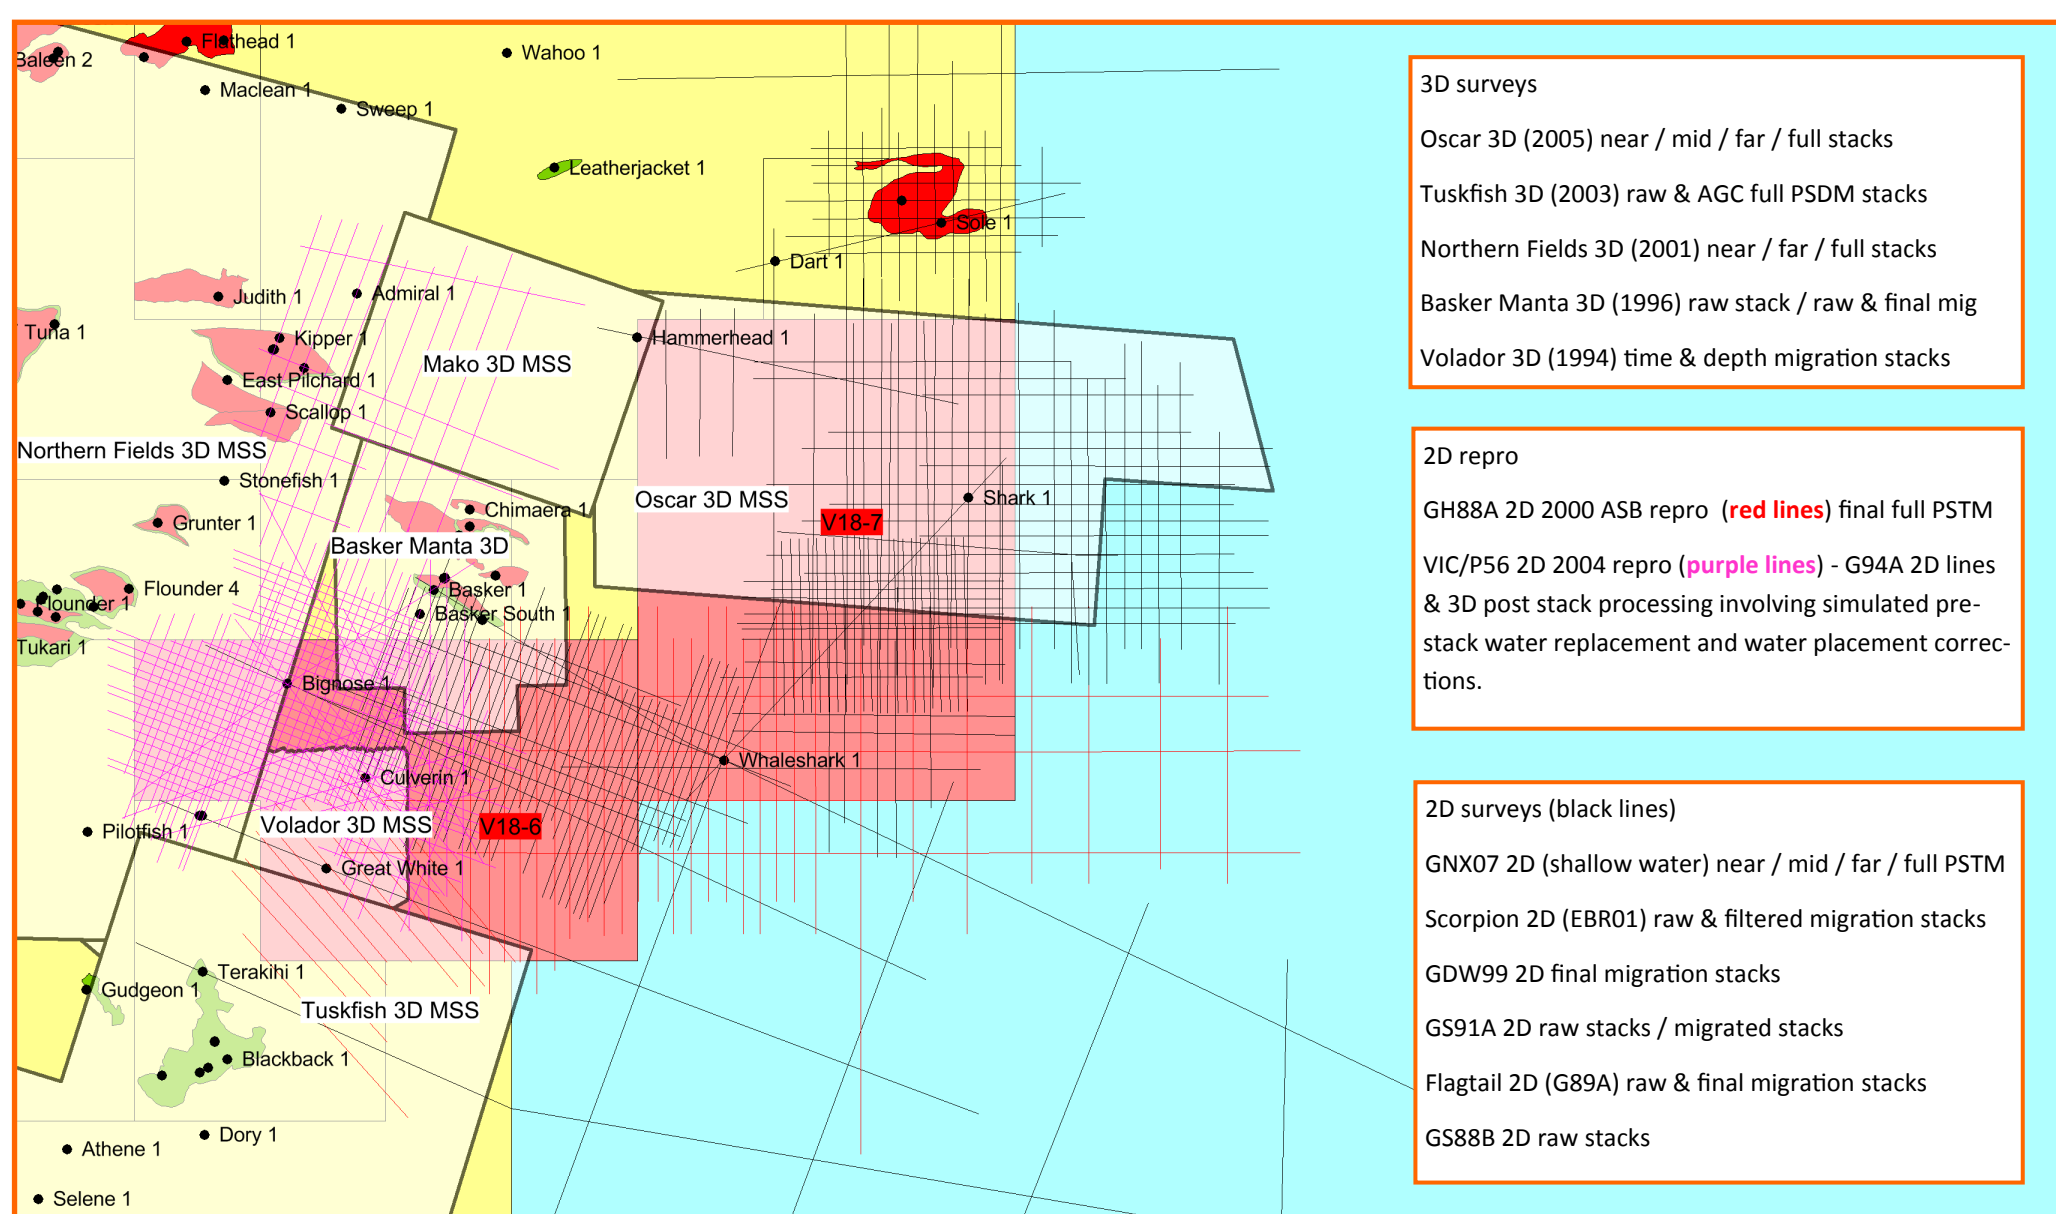 Flathead 1
Wahoo 1
Baleen 2
Maclean 1
Sweep 1
Leatherjacket 1
Sole 1
Dart 1
Judith 1
Admiral 1
Tuna 1
Kipper 1
Hammerhead 1
Mako 3D MSS
East Pilchard 1
Scallop 1
Northern Fields 3D MSS
Stonefish 1
Oscar 3D MSS
Shark 1
Chimaera 1
Grunter 1
V18-7
Basker Manta 3D
Flounder 4
Basker 1
Flounder 1
Basker South 1
Tukari 1
Bignose 1
Whaleshark 1
Culverin 1
Pilotfish 1
Volador 3D MSS
V18-6
Great White 1
Terakihi 1
Gudgeon 1
Tuskfish 3D MSS
Blackback 1
Dory 1
Athene 1
Selene 1
3D surveys
Oscar 3D (2005) near / mid / far / full stacks
Tuskfish 3D (2003) raw & AGC full PSDM stacks
Northern Fields 3D (2001) near / far / full stacks
Basker Manta 3D (1996) raw stack / raw & final mig
Volador 3D (1994) time & depth migration stacks
2D repro
GH88A 2D 2000 ASB repro (red lines) final full PSTM
VIC/P56 2D 2004 repro (purple lines) - G94A 2D lines
& 3D post stack processing involving simulated pre-
stack water replacement and water placement correc-
tions.
2D surveys (black lines)
GNX07 2D (shallow water) near / mid / far / full PSTM
Scorpion 2D (EBR01) raw & filtered migration stacks
GDW99 2D final migration stacks
GS91A 2D raw stacks / migrated stacks
Flagtail 2D (G89A) raw & final migration stacks
GS88B 2D raw stacks